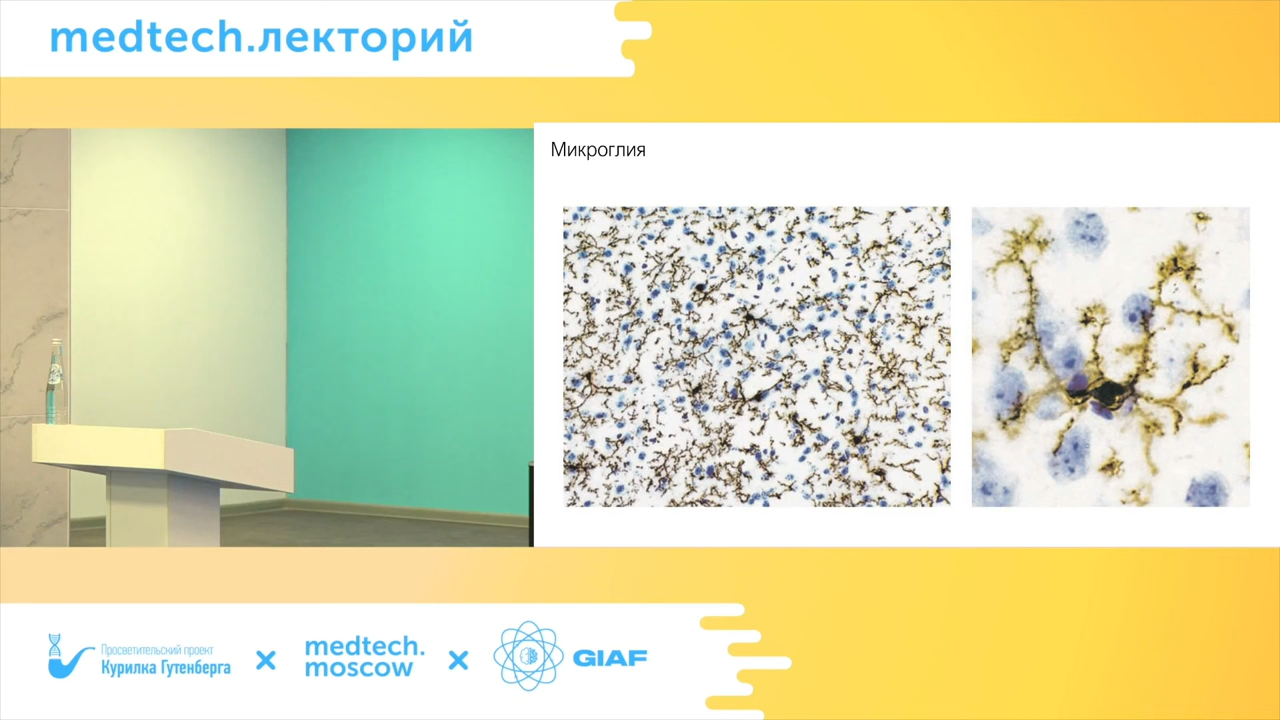 medtech.лекторий
Микроглия
Просветительский проект
Курилка Гутенберга
medtech.
moscow
GIAF